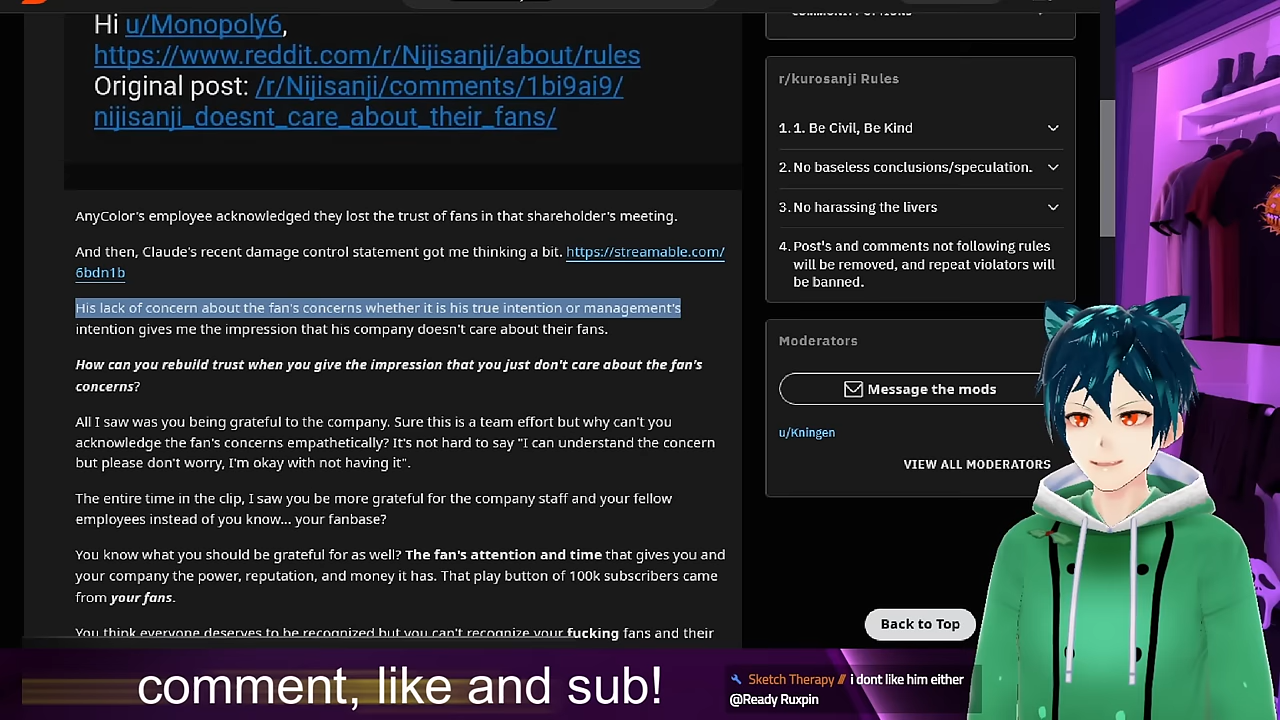 Hi u/Monopoly6,
https://www.reddit.com/r/Nijisanji/about/rules
Original post: /r/Nijisanji/comments/1bi9ai9/
nijisanji_doesnt_care_about_their_fans/
AnyColor's employee acknowledged they lost the trust of fans in that shareholder's meeting.
And then, Claude's recent damage control statement got me thinking a bit. https://streamable.com/
6bdn1b
His lack of concern about the fan's concerns whether it is his true intention or management's
intention gives me the impression that his company doesn't care about their fans.
How can you rebuild trust when you give the impression that you just don't care about the fan's
concerns?
All I saw was you being grateful to the company. Sure this is a team effort but why can't you
acknowledge the fan's concerns empathetically? It's not hard to say "I can understand the concern
but please don't worry, I'm okay with not having it".
The entire time in the clip, I saw you be more grateful for the company staff and your fellow
employees instead of you know... your fanbase?
You know what you should be grateful for as well? The fan's attention and time that gives you and
your company the power, reputation, and money it has. That play button of 100k subscribers came
from your fans.
You think everyone deserves to be recognized but you can't recognize your fucking fans and their
COMMUNITY OPTIONS
r/kurosanji Rules
1. 1. Be Civil, Be Kind
2. No baseless conclusions/speculation.
3. No harassing the livers
4. Post's and comments not following rules
will be removed, and repeat violators will
be banned.
Moderators
Message the mods
u/Kningen
VIEW ALL MODERATORS
Back to Top
comment, like and sub!
Sketch Therapy // i dont like him either
@Ready Ruxpin